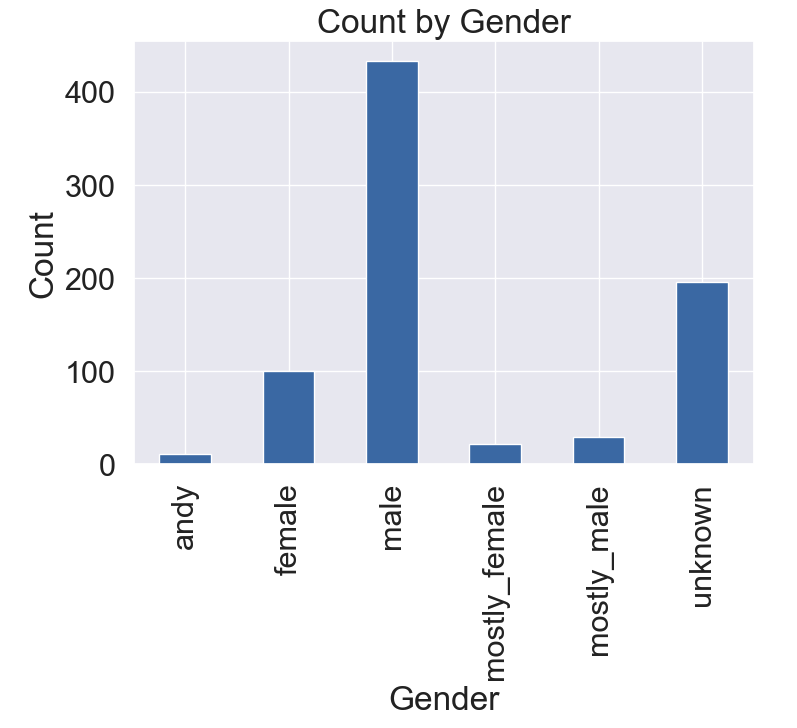 Count by Gender
Count
400
300
200
100
0
andy
female
male
mostly_female
mostly_male
unknown
Gender